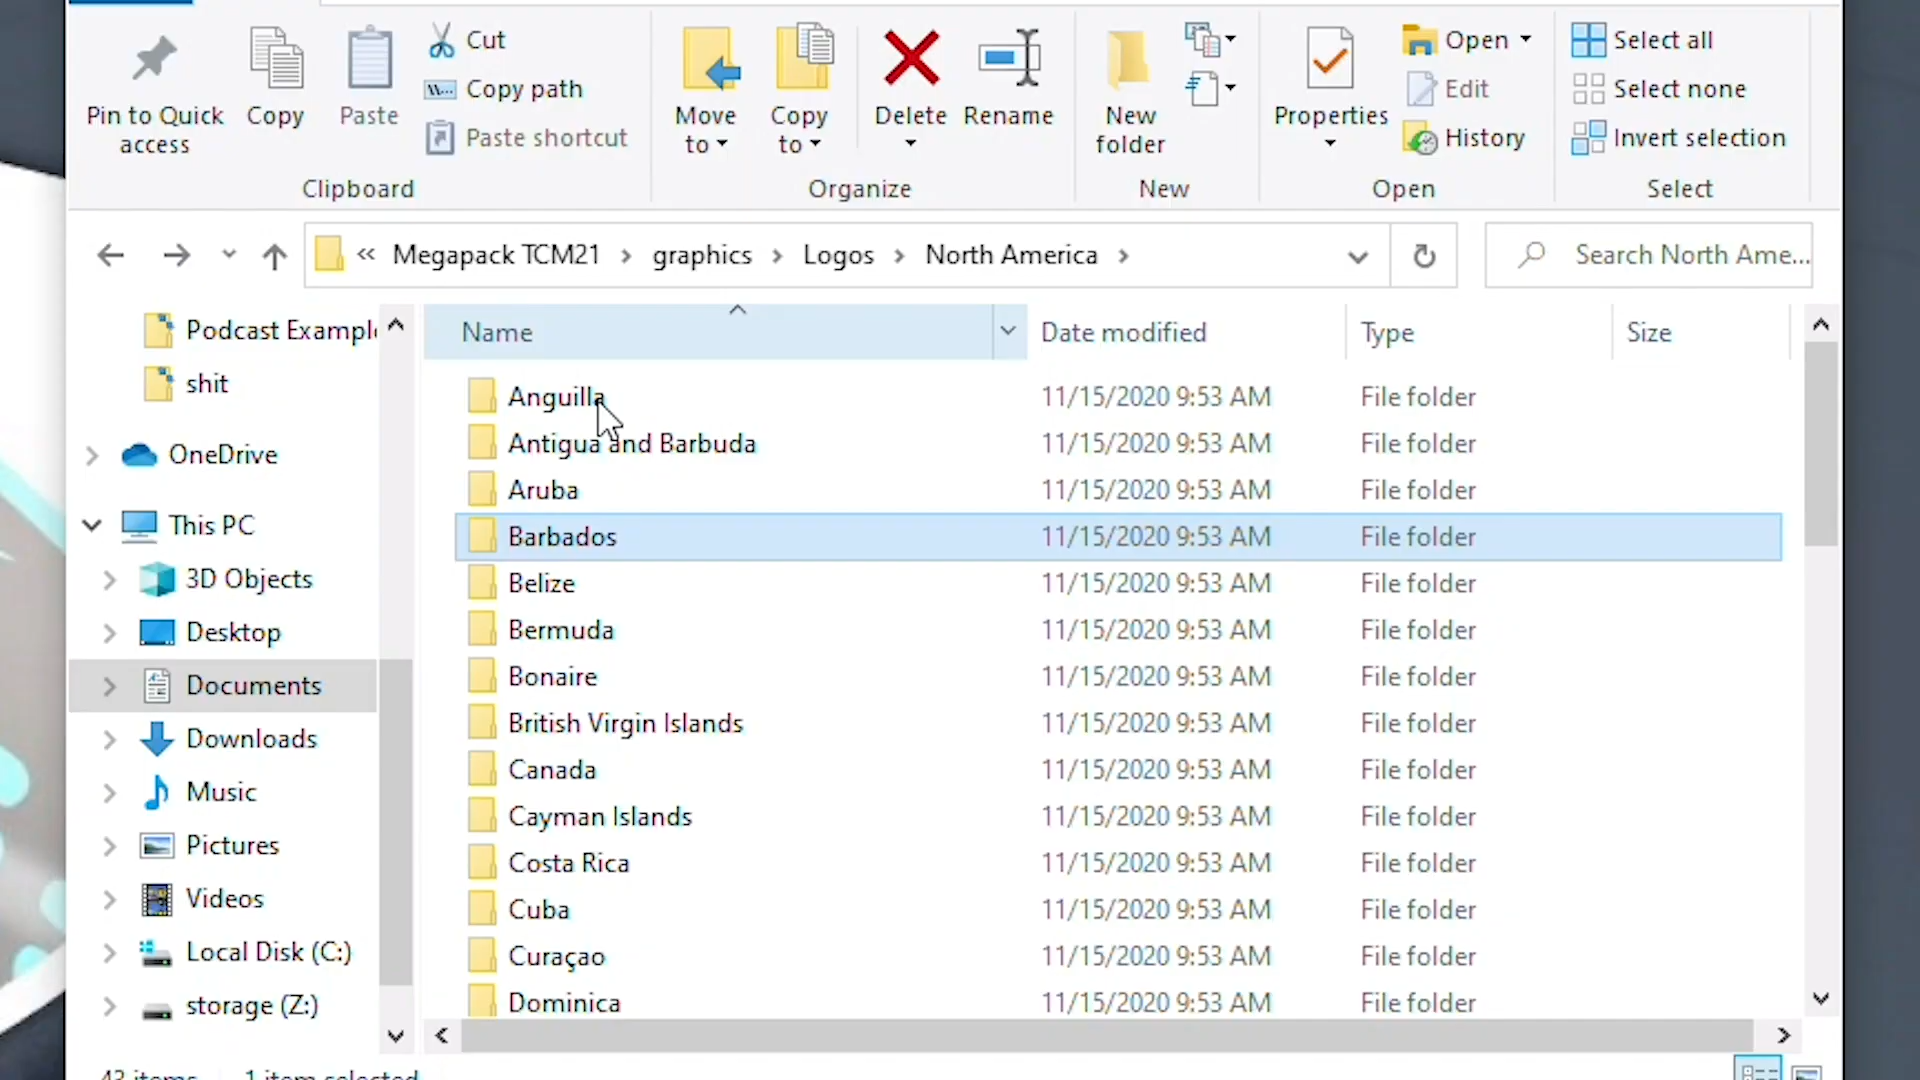 Pin to Quick access
Copy
Paste
Cut
Copy path
Paste shortcut
Clipboard
Move to
Copy to
Delete
Rename
Organize
New folder
New
Properties
Open
Edit
History
Open
Select all
Select none
Invert selection
Select
« Megapack TCM21 > graphics > Logos > North America >
Search North Ame...
Podcast Exampl
shit
OneDrive
This PC
3D Objects
Desktop
Documents
Downloads
Music
Pictures
Videos
Local Disk (C:)
storage (Z:)
Name Date modified Type Size
Anguilla 11/15/2020 9:53 AM File folder
Antigua and Barbuda 11/15/2020 9:53 AM File folder
Aruba 11/15/2020 9:53 AM File folder
Barbados 11/15/2020 9:53 AM File folder
Belize 11/15/2020 9:53 AM File folder
Bermuda 11/15/2020 9:53 AM File folder
Bonaire 11/15/2020 9:53 AM File folder
British Virgin Islands 11/15/2020 9:53 AM File folder
Canada 11/15/2020 9:53 AM File folder
Cayman Islands 11/15/2020 9:53 AM File folder
Costa Rica 11/15/2020 9:53 AM File folder
Cuba 11/15/2020 9:53 AM File folder
Curaçao 11/15/2020 9:53 AM File folder
Dominica 11/15/2020 9:53 AM File folder
43 items 1 item selected